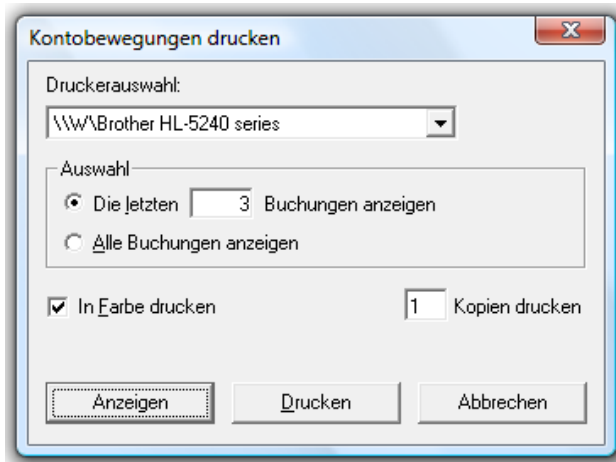 Kontobewegungen drucken
Druckerauswahl:
\\W\Brother HL-5240 series
Auswahl
Die letzten 3 Buchungen anzeigen
Alle Buchungen anzeigen
In Farbe drucken 1 Kopien drucken
Anzeigen Drucken Abbrechen